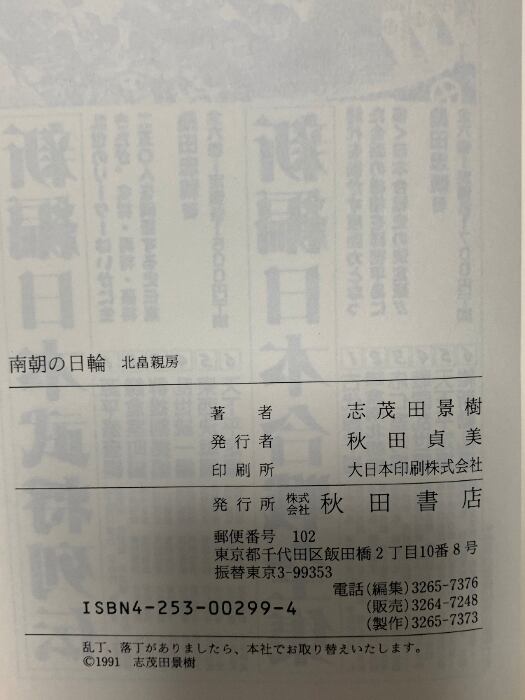 南朝の日輪 北畠親房
著者 志茂田景樹
発行者 秋田貞美
印刷所 大日本印刷株式会社
発行所 株式会社 秋田書店
郵便番号 102
東京都千代田区飯田橋2丁目10番8号
振替東京3-99353
電話(編集)3265-7376
(販売)3264-7248
(製作)3265-7373
ISBN4-253-00299-4
乱丁、落丁がありましたら、本社でお取り替えいたします。
©1991 志茂田景樹